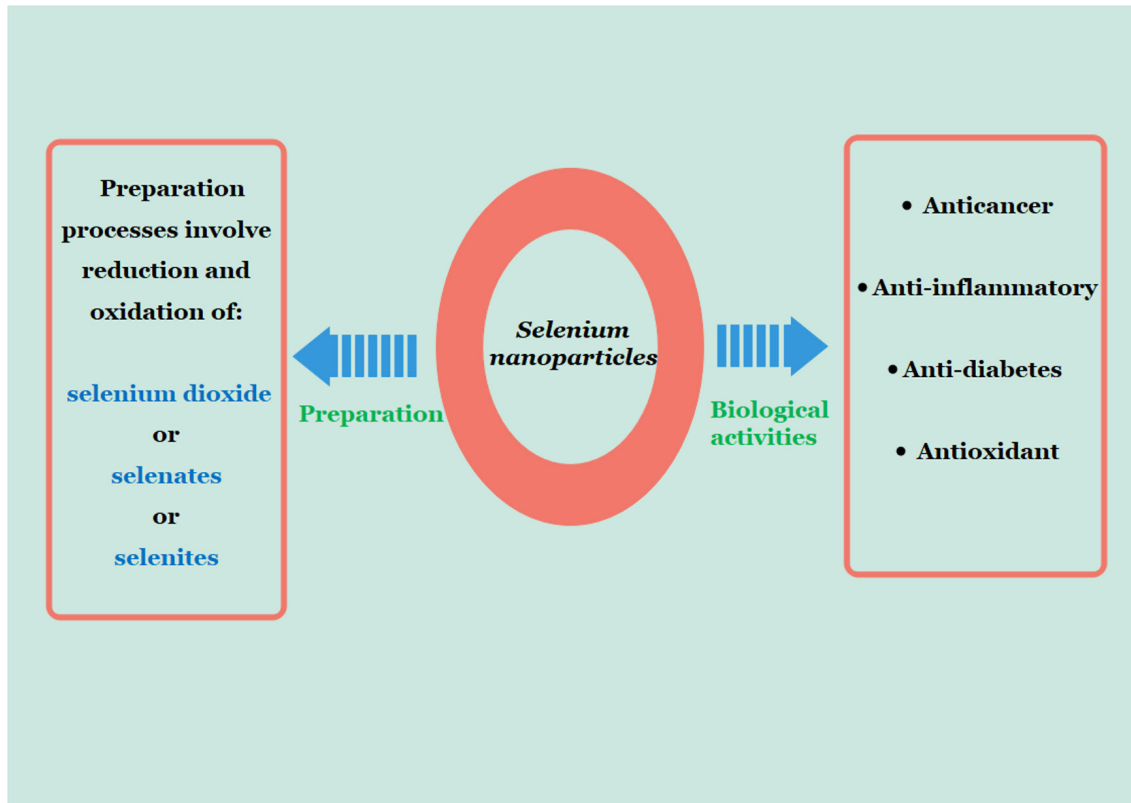 Preparation
processes involve
reduction and
oxidation of:
selenium dioxide
or
selenates
or
selenites
Preparation
Selenium
nanoparticles
Biological
activities
• Anticancer
• Anti-inflammatory
• Anti-diabetes
• Antioxidant